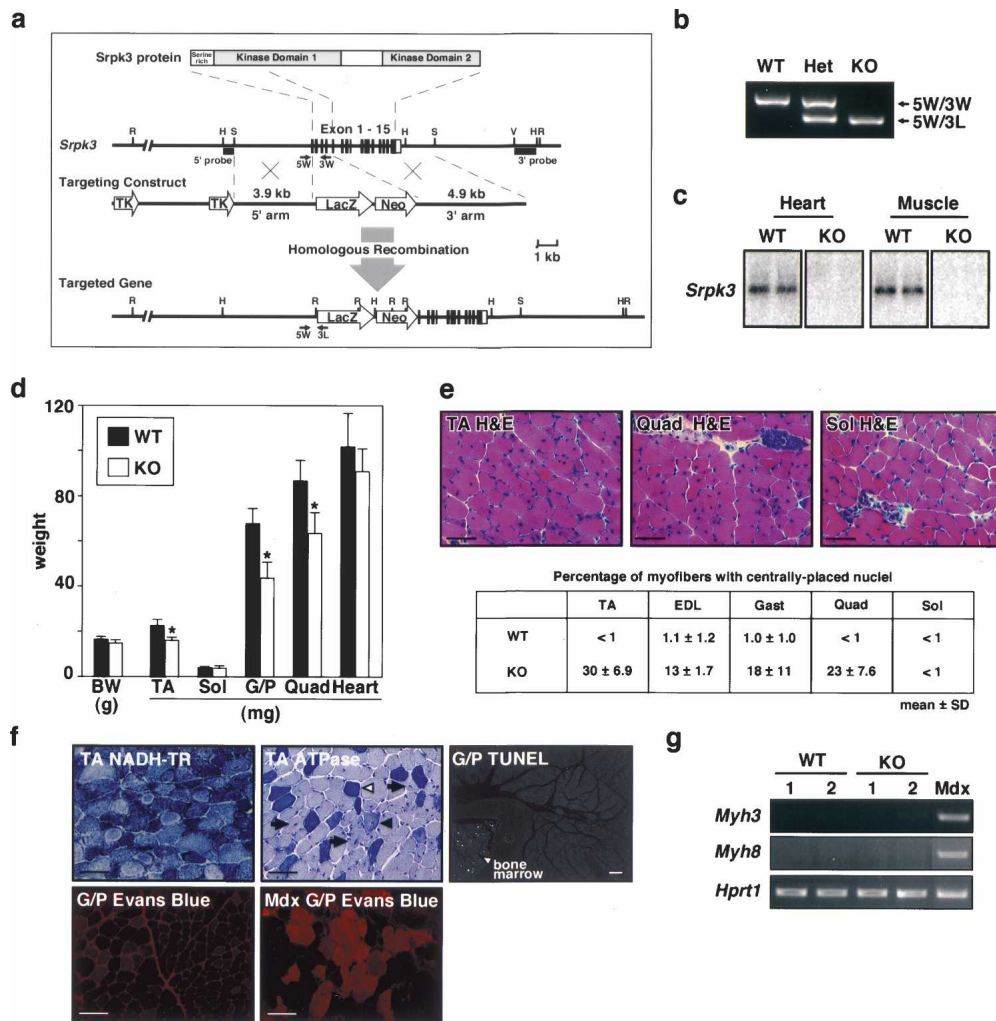 a
Srpk3 protein
Serine rich
Kinase Domain 1
Kinase Domain 2
Exon 1 - 15
R
H
S
H
S
V
HR
Srpk3
5' probe
5W
3W
3' probe
Targeting Construct
3.9 kb
4.9 kb
TK
TK
LacZ
Neo
5' arm
3' arm
Homologous Recombination
1 kb
Targeted Gene
R
H
R
R
H
R
R
H
S
HR
LacZ
Neo
5W
3L
b
WT
Het
KO
5W/3W
5W/3L
c
Heart
Muscle
WT
KO
WT
KO
Srpk3
d
120
80
40
0
weight
WT
KO
*
*
*
BW
TA
Sol
G/P
Quad
Heart
(g)
(mg)
e
TA H&E
Quad H&E
Sol H&E
Percentage of myofibers with centrally-placed nuclei
TA EDL Gast Quad Sol
WT < 1 1.1 ± 1.2 1.0 ± 1.0 < 1 < 1
KO 30 ± 6.9 13 ± 1.7 18 ± 11 23 ± 7.6 < 1
mean ± SD
f
TA NADH-TR
TA ATPase
G/P TUNEL
bone
marrow
G/P Evans Blue
Mdx G/P Evans Blue
g
WT
KO
1
2
1
2
Mdx
Myh3
Myh8
Hprt1